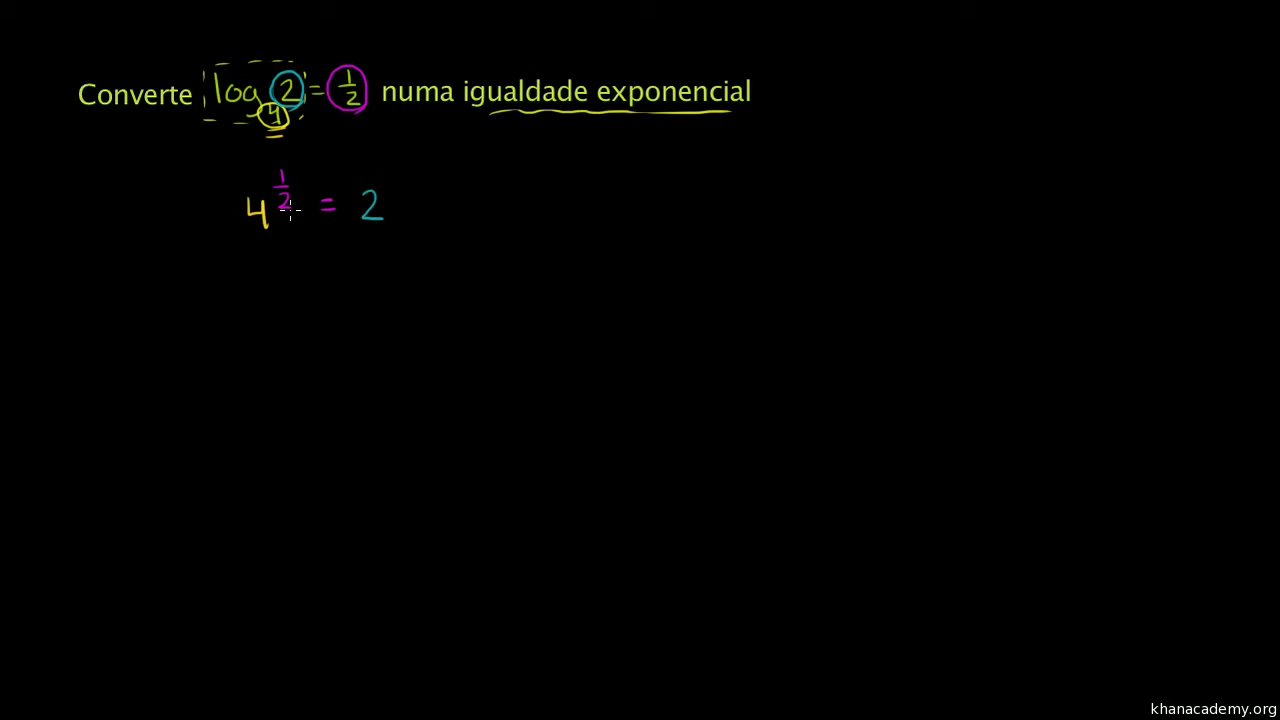 Converte log₄ 2 = 1/2 numa igualdade exponencial
4^(1/2) = 2
khanacademy.org